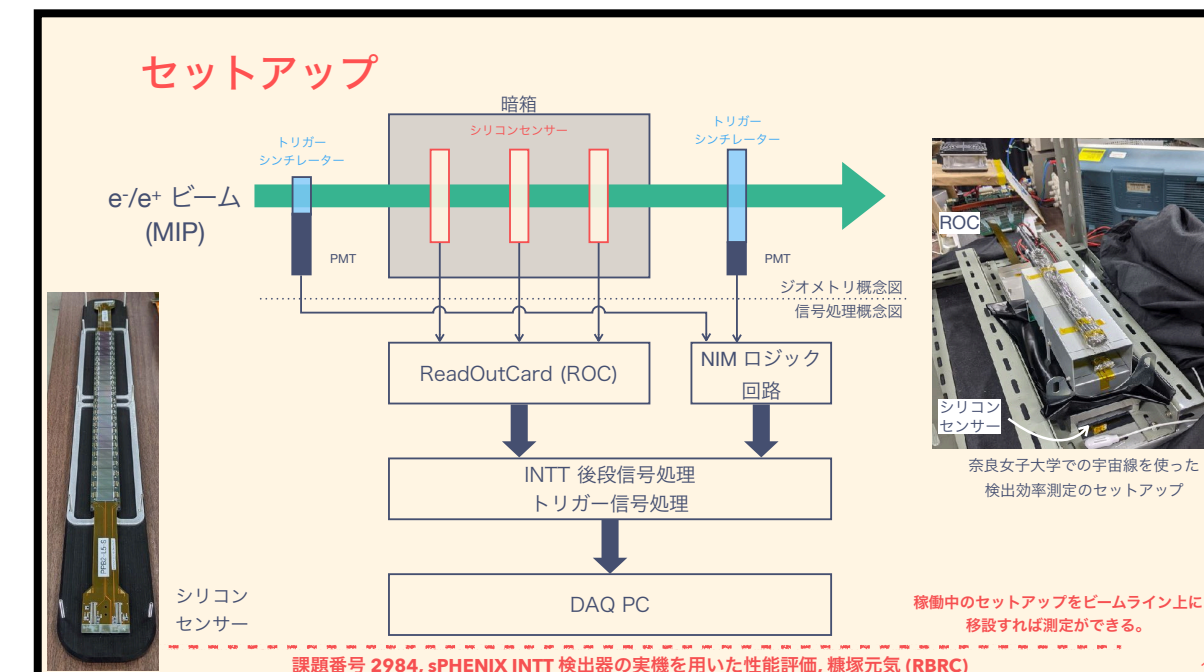 セットアップ
暗箱
シリコンセンサー
トリガー
シンチレーター
トリガー
シンチレーター
e-/e+ ビーム
(MIP)
PMT
PMT
ジオメトリ概念図
信号処理概念図
ReadOutCard (ROC)
NIM ロジック
回路
INTT 後段信号処理
トリガー信号処理
DAQ PC
シリコン
センサー
ROC
シリコン
センサー
奈良女子大学での宇宙線を使った
検出効率測定のセットアップ
稼働中のセットアップをビームライン上に
移設すれば測定ができる。
課題番号 2984, sPHENIX INTT 検出器の実機を用いた性能評価, 糠塚元気 (RBRC)